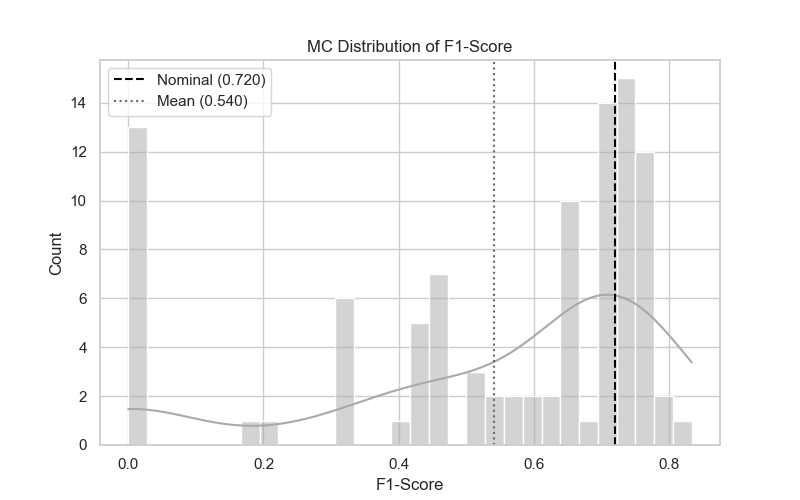 MC Distribution of F1-Score
Nominal (0.720)
Mean (0.540)
Count
14
12
10
8
6
4
2
0
0.0 0.2 0.4 0.6 0.8
F1-Score